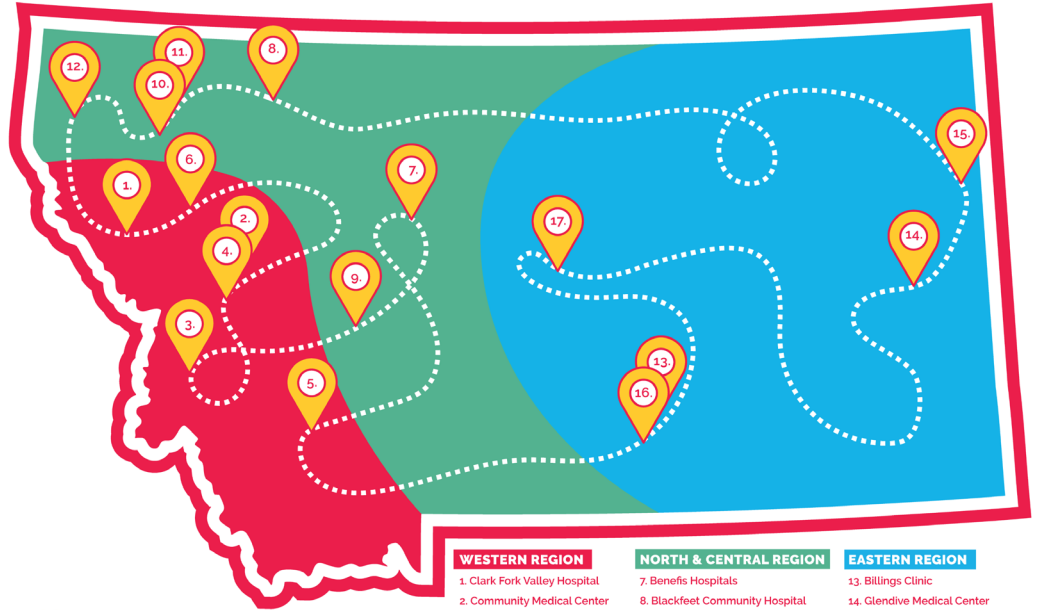 12.
11.
8.
10.
15.
6.
7.
1.
2.
17.
4.
14.
9.
3.
13.
5.
16.
WESTERN REGION
1. Clark Fork Valley Hospital
2. Community Medical Center
NORTH & CENTRAL REGION
7. Benefis Hospitals
8. Blackfeet Community Hospital
EASTERN REGION
13. Billings Clinic
14. Glendive Medical Center